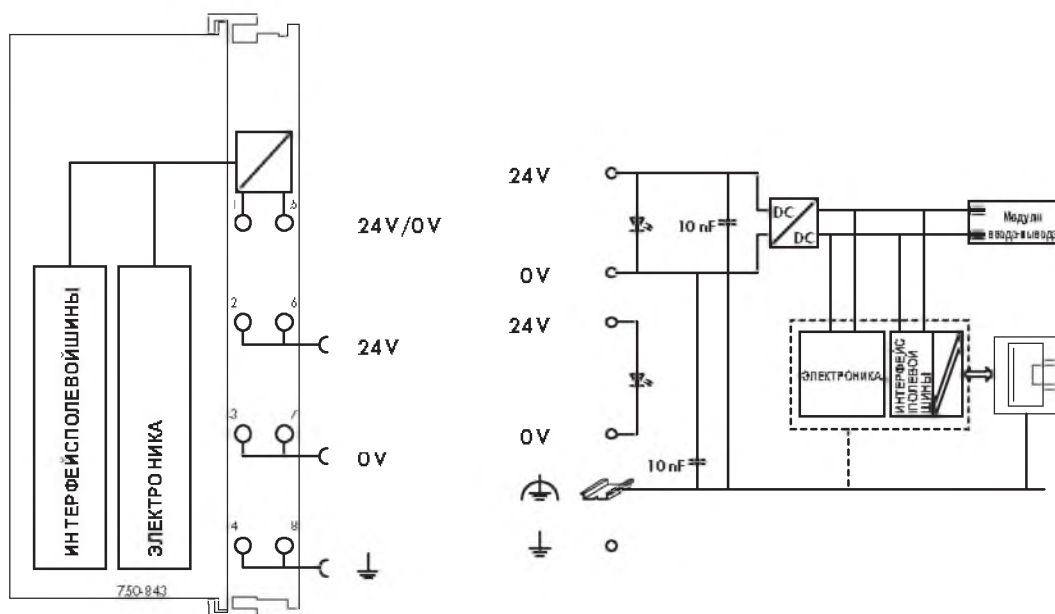 1 6
24V/0V
2 6
24V
3 7
0V
4 8
ИНТЕРФЕЙСПОЛЕВОЙШИНЫ
ЭЛЕКТРОНИКА
750-843
24V
0V
24V
0V
10 nF
10 nF
DC
DC
Модули
ввода-вывода
ЭЛЕКТРОНИКА
ИНТЕРФЕЙС
ПОЛЕВОЙ
ШИНЫ